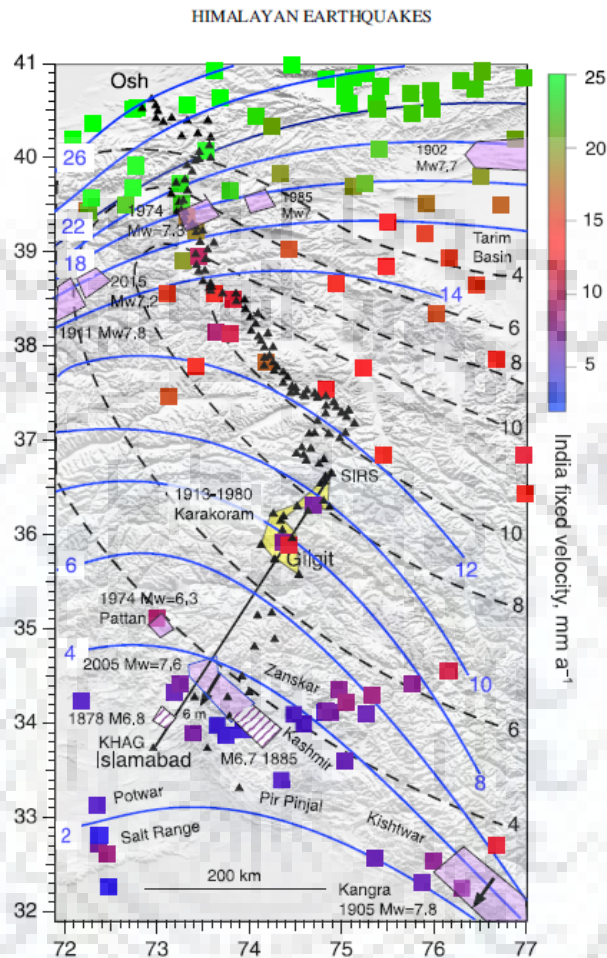 HIMALAYAN EARTHQUAKES
41
Osh
25
40
26
1902
Mw7,7
20
1985
Mw7
1974
Mw=7,3
22
39
Tarim
Basin
15
18
4
2015
Mw7,2
14
1911 Mw7,8
6
10
38
8
5
10
37
India fixed velocity, mm a⁻¹
SIRS
1913-1980
Karakoram
36
10
Gilgit
6
12
8
1974 Mw=6,3
Pattan
35
4
10
2005 Mw=7,6
Zanskar
6
34
1878 M6.8
6 m
Kashmir
KHAG
Islamabad
M6.7 1885
8
Potwar
Pir Pinjal
4
33
2
Salt Range
Kishtwar
200 km
Kangra
1905 Mw=7.8
32
72
73
74
75
76
77